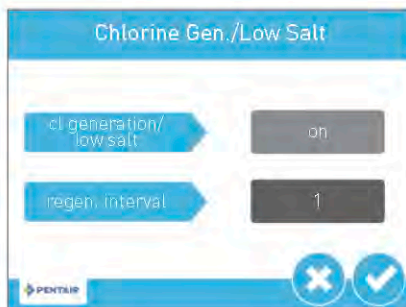 Chlorine Gen./Low Salt
cl generation/
low salt
on
regen. interval
1
PENTAIR